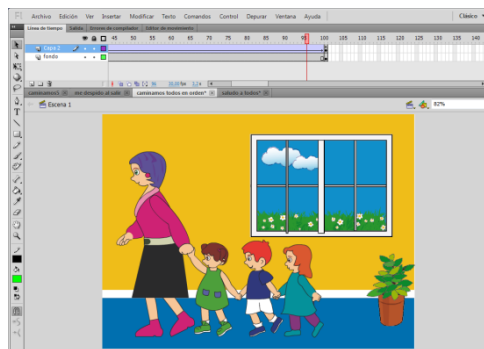 Fl Archivo Edición Ver Insertar Modificar Texto Comandos Control Depurar Ventana Ayuda Clásico
Línea de tiempo Salida Errores de compilador Editor de movimiento
45 50 55 60 65 70 75 80 85 90 95 100 105 110 115 120 125 130 135 140
Capa 2
fondo
me despido al salir caminamos todos en orden* saludo a todos*
Escena 1 82%